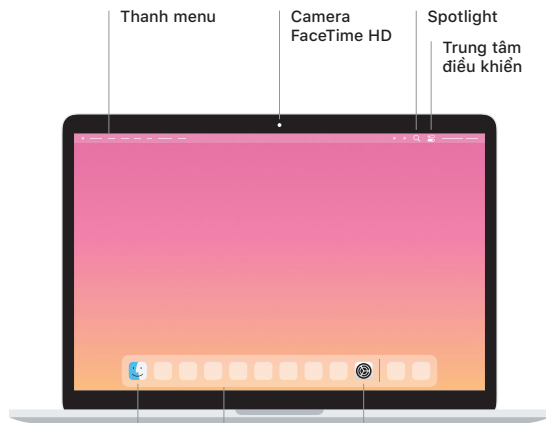 Thanh menu
Camera
FaceTime HD
Spotlight
Trung tâm
điều khiển